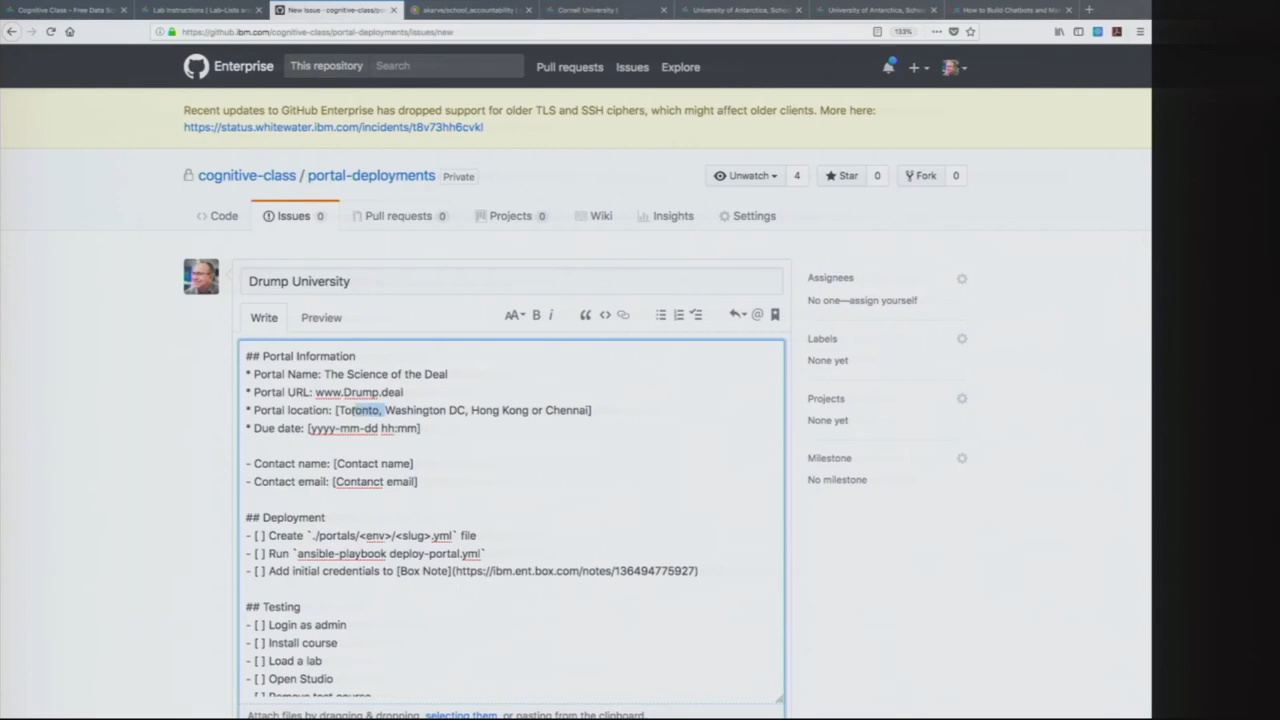 Cognitive Class - Free Data Sc
Lab Instructions | Lab-Lists and
New Issue · cognitive-class/por
akarve/school_accountability
Cornell University |
University of Antarctica, Schoo
University of Antarctica, Schoo
How to Build Chatbots and Ma
https://github.ibm.com/cognitive-class/portal-deployments/issues/new
133%
Enterprise
This repository
Search
Pull requests
Issues
Explore
Recent updates to GitHub Enterprise has dropped support for older TLS and SSH ciphers, which might affect older clients. More here:
https://status.whitewater.ibm.com/incidents/t8v73hh6cvkl
cognitive-class / portal-deployments
Private
Unwatch
4
Star
0
Fork
0
Code
Issues 0
Pull requests 0
Projects 0
Wiki
Insights
Settings
Drump University
Write
Preview
AA
B
i
## Portal Information
* Portal Name: The Science of the Deal
* Portal URL: www.Drump.deal
* Portal location: [Toronto, Washington DC, Hong Kong or Chennai]
* Due date: [yyyy-mm-dd hh:mm]
- Contact name: [Contact name]
- Contact email: [Contanct email]
## Deployment
- [ ] Create `./portals/<env>/<slug>.yml` file
- [ ] Run `ansible-playbook deploy-portal.yml`
- [ ] Add initial credentials to [Box Note](https://ibm.ent.box.com/notes/136494775927)
## Testing
- [ ] Login as admin
- [ ] Install course
- [ ] Load a lab
- [ ] Open Studio
- [ ] Remove test course
Attach files by dragging & dropping, selecting them, or pasting from the clipboard.
Assignees
No one—assign yourself
Labels
None yet
Projects
None yet
Milestone
No milestone